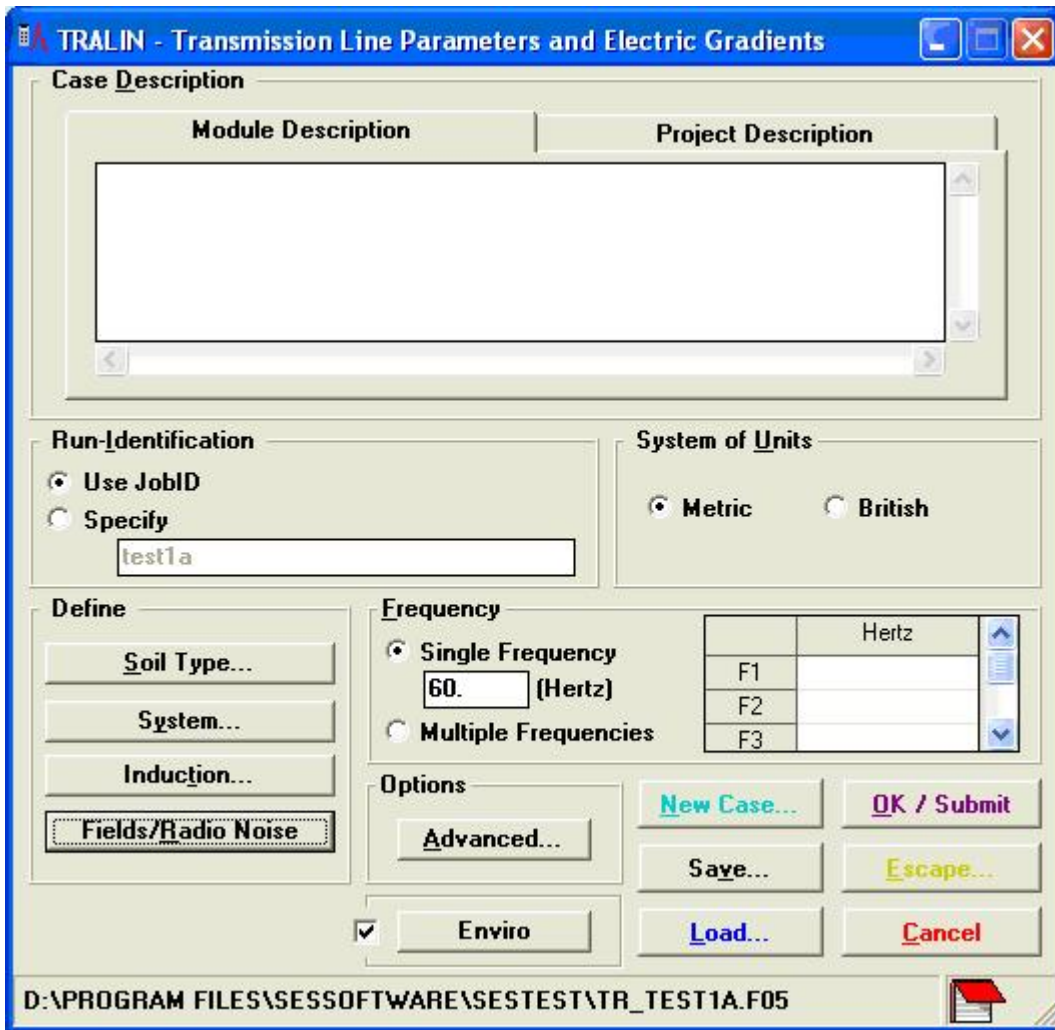 TRALIN - Transmission Line Parameters and Electric Gradients
Case Description
Module Description
Project Description
Run-Identification
Use JobID
Specify
test1a
System of Units
Metric
British
Define
Soil Type...
System...
Induction...
Fields/Radio Noise
Frequency
Single Frequency
60. (Hertz)
Multiple Frequencies
Hertz
F1
F2
F3
Options
Advanced...
Enviro
New Case...
OK / Submit
Save...
Escape...
Load...
Cancel
D:\PROGRAM FILES\SESSOFTWARE\SESTEST\TR_TEST1A.F05